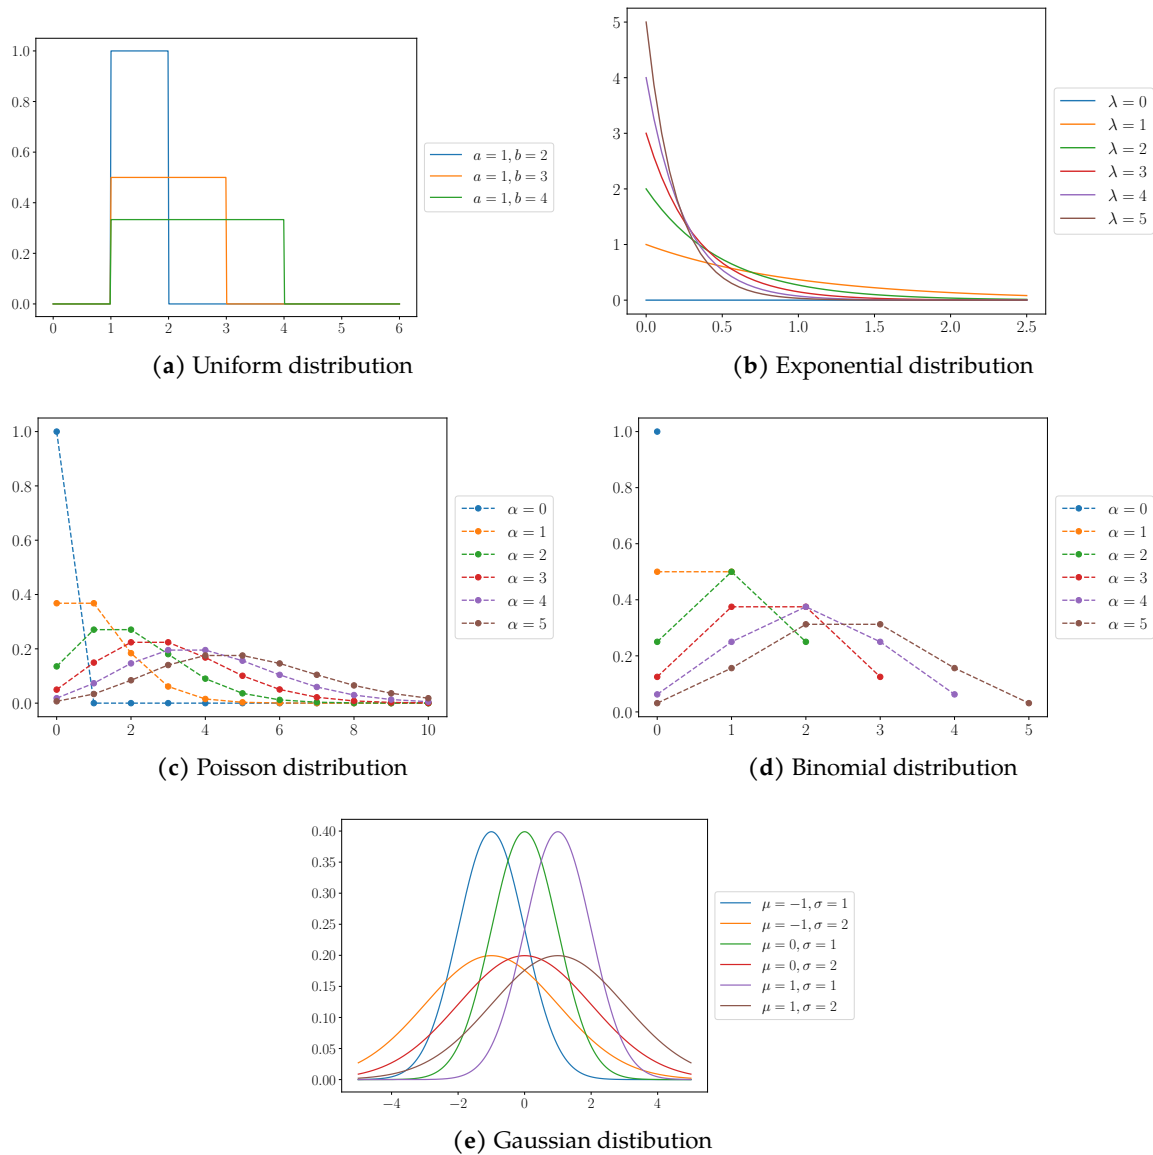 1.0
0.8
0.6
0.4
0.2
0.0
0 1 2 3 4 5 6
a = 1, b = 2
a = 1, b = 3
a = 1, b = 4
(a) Uniform distribution
5
4
3
2
1
0
0.0 0.5 1.0 1.5 2.0 2.5
λ = 0
λ = 1
λ = 2
λ = 3
λ = 4
λ = 5
(b) Exponential distribution
1.0
0.8
0.6
0.4
0.2
0.0
0 2 4 6 8 10
α = 0
α = 1
α = 2
α = 3
α = 4
α = 5
(c) Poisson distribution
1.0
0.8
0.6
0.4
0.2
0.0
0 1 2 3 4 5
α = 0
α = 1
α = 2
α = 3
α = 4
α = 5
(d) Binomial distribution
0.40
0.35
0.30
0.25
0.20
0.15
0.10
0.05
0.00
−4 −2 0 2 4
μ = −1, σ = 1
μ = −1, σ = 2
μ = 0, σ = 1
μ = 0, σ = 2
μ = 1, σ = 1
μ = 1, σ = 2
(e) Gaussian distibution